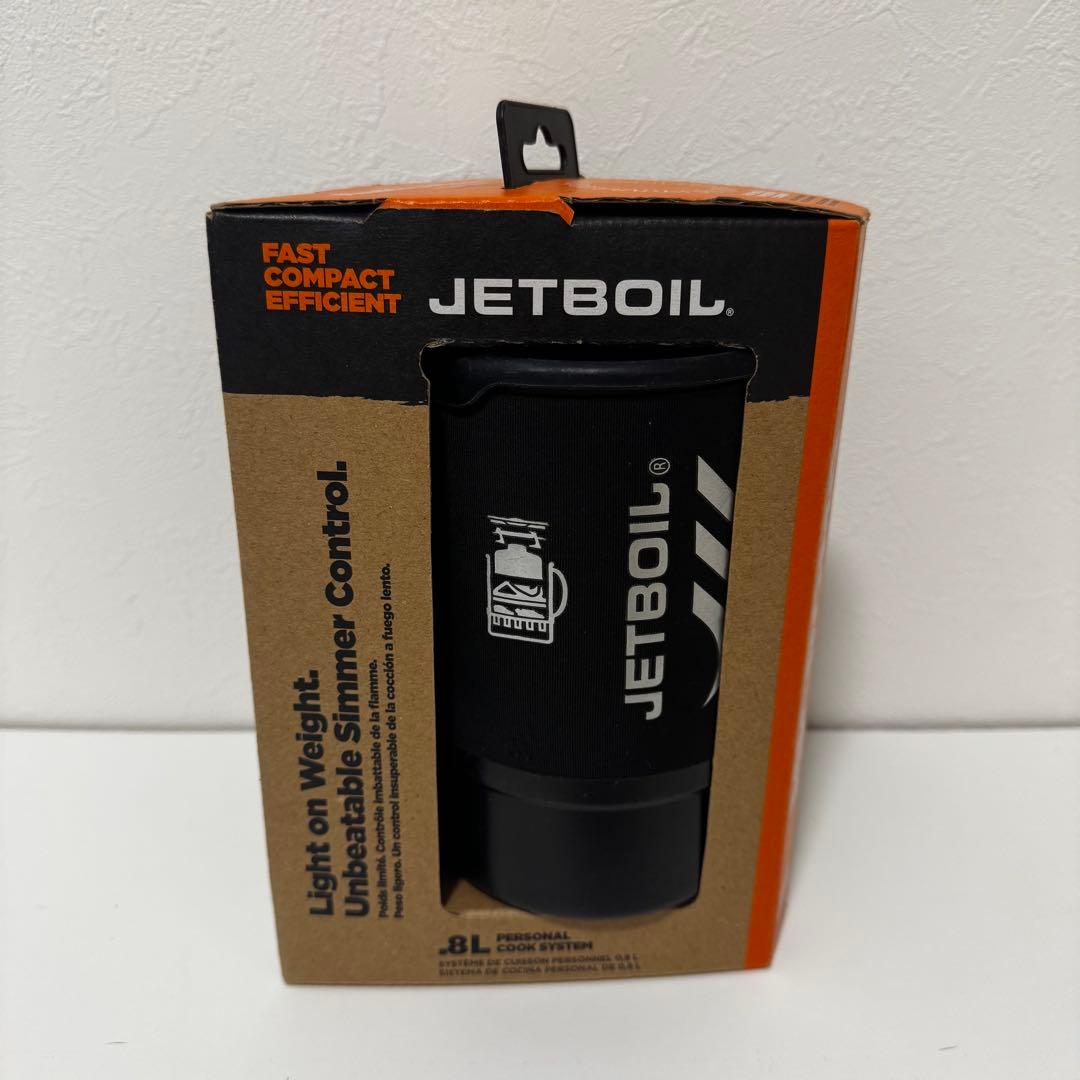 FAST
COMPACT
EFFICIENT
JETBOIL®
Light on Weight.
Unbeatable Simmer Control.
Poids limité. Contrôle imbattable de la flamme.
Peso ligero. Un control insuperable de la cocción a fuego lento.
JETBOIL®
.8L PERSONAL
COOK SYSTEM
SYSTÈME DE CUISSON PERSONNEL 0,8 L
SISTEMA DE COCINA PERSONAL DE 0,8 L